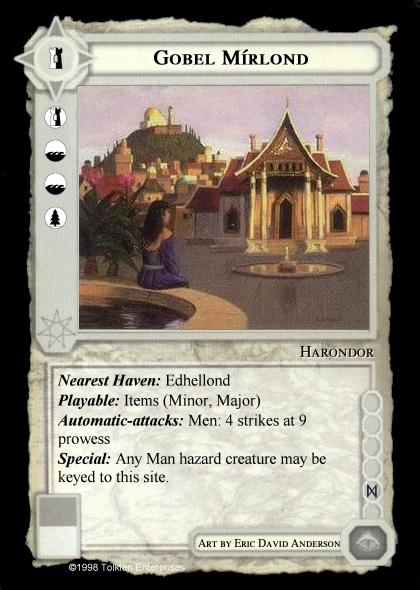 Gobel Mírlond
Harondor
Nearest Haven: Edhellond
Playable: Items (Minor, Major)
Automatic-attacks: Men: 4 strikes at 9
prowess
Special: Any Man hazard creature may be
keyed to this site.
Art by Eric David Anderson
©1998 Tolkien Enterprises